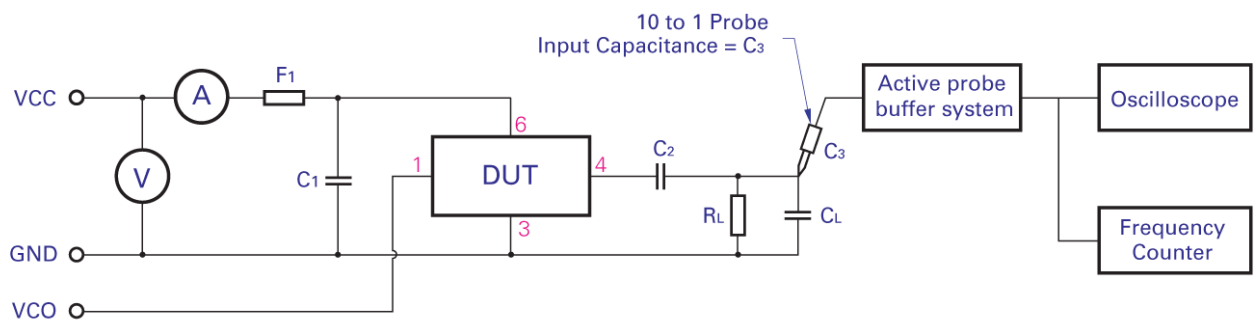 10 to 1 Probe
Input Capacitance = C3
VCC
A
F1
6
V
C1
1
DUT
4
C2
3
RL
CL
C3
Active probe
buffer system
Oscilloscope
Frequency
Counter
GND
VCO